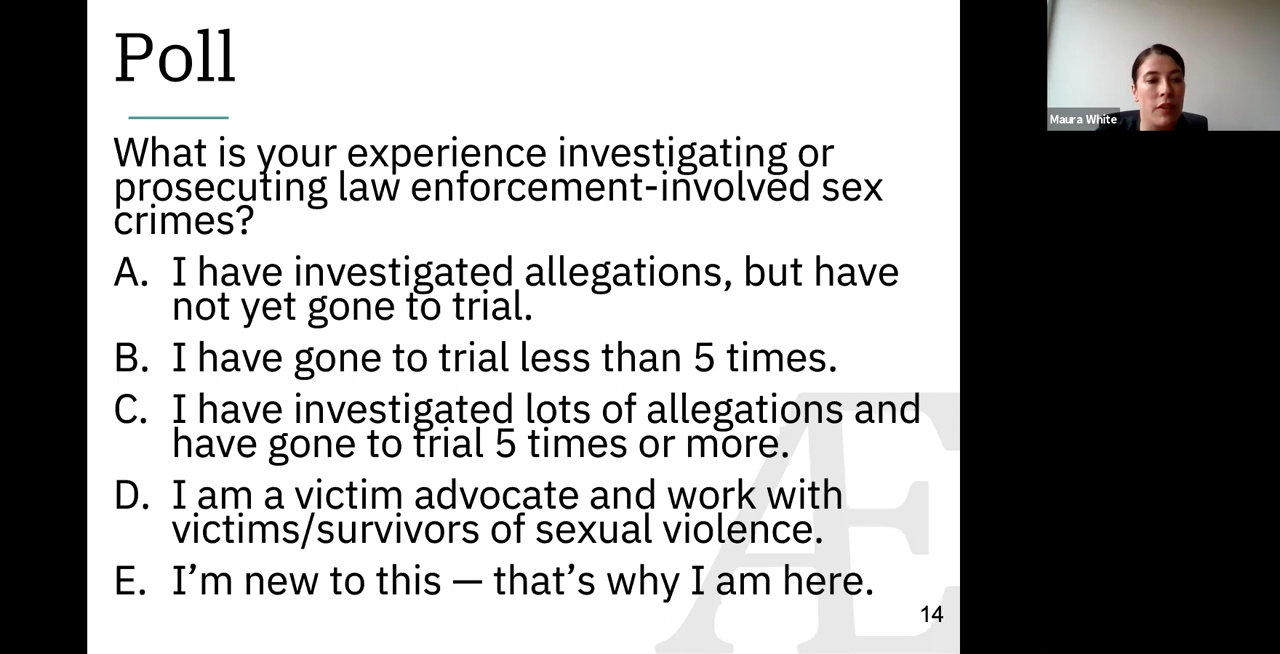 Poll
What is your experience investigating or
prosecuting law enforcement-involved sex
crimes?
A. I have investigated allegations, but have
not yet gone to trial.
B. I have gone to trial less than 5 times.
C. I have investigated lots of allegations and
have gone to trial 5 times or more.
D. I am a victim advocate and work with
victims/survivors of sexual violence.
E. I’m new to this — that’s why I am here.
14
Æ
Maura White